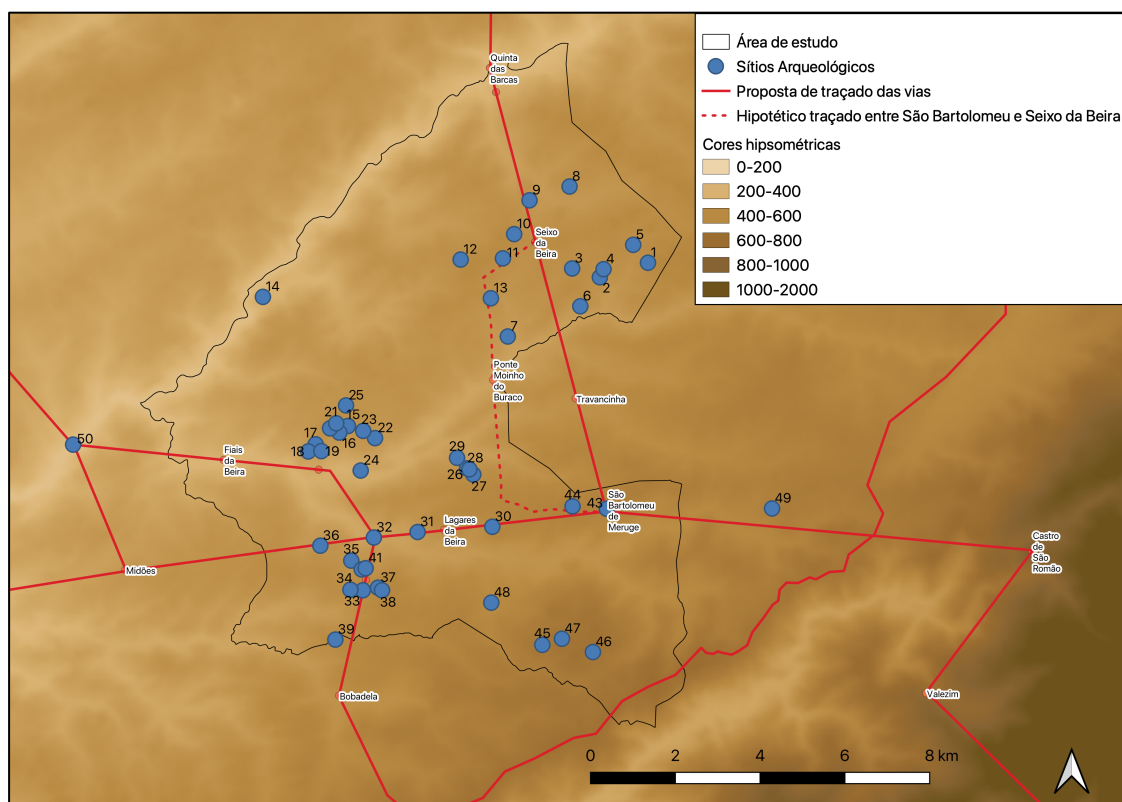 Área de estudo
Sítios Arqueológicos
Proposta de traçado das vias
Hipotético traçado entre São Bartolomeu e Seixo da Beira
Cores hipsométricas
0-200
200-400
400-600
600-800
800-1000
1000-2000
Quinta
das
Barcas
8
9
10
Seixo
da
Beira
5
1
12
11
3
4
2
14
13
6
7
Ponte
Moinho
do
Buraco
Travancinha
25
21
15
23
22
17
16
50
18
19
Fiais
da
Beira
24
29
28
26
27
44
43
São
Bartolomeu
de
Meruge
49
36
32
31
Lagares
da
Beira
30
Castro
de
São
Romão
35
41
Midões
34
33
37
38
48
39
45
47
46
Bobadela
Valezim
0
2
4
6
8 km